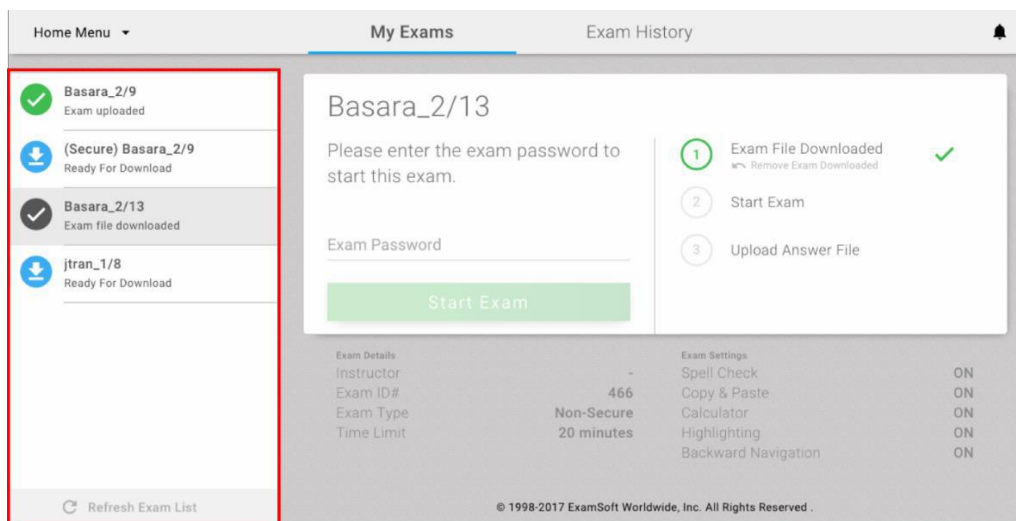 Home Menu
My Exams
Exam History
Basara_2/9
Exam uploaded
(Secure) Basara_2/9
Ready For Download
Basara_2/13
Exam file downloaded
jtran_1/8
Ready For Download
Refresh Exam List
Basara_2/13
Please enter the exam password to
start this exam.
Exam Password
Start Exam
1
Exam File Downloaded
Remove Exam Downloaded
2
Start Exam
3
Upload Answer File
Exam Details
Instructor -
Exam ID# 466
Exam Type Non-Secure
Time Limit 20 minutes
Exam Settings
Spell Check ON
Copy & Paste ON
Calculator ON
Highlighting ON
Backward Navigation ON
© 1998-2017 ExamSoft Worldwide, Inc. All Rights Reserved .